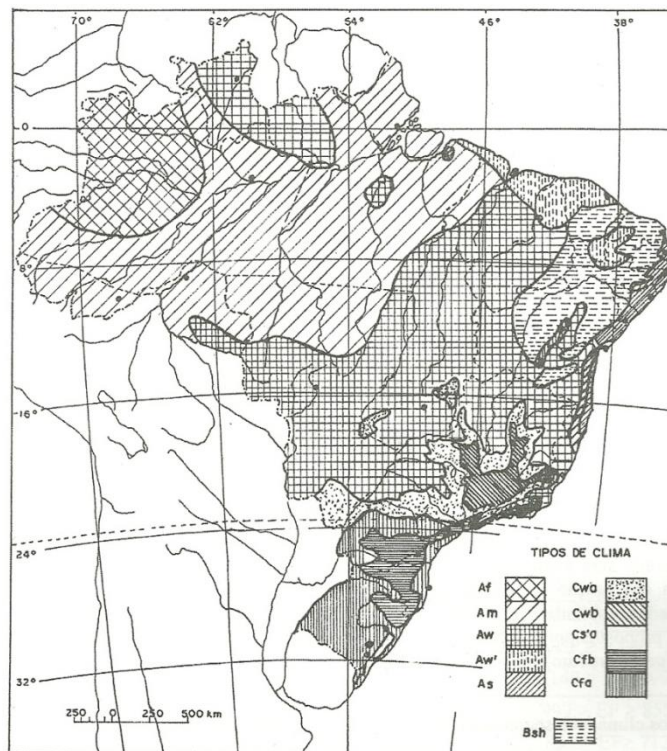 70° 62° 54° 46° 38°
0
8°
16°
24°
32°
TIPOS DE CLIMA
Af Cwa
Am Cwb
Aw Cs'a
Aw' Cfb
As Cfa
Bsh
250 0 250 500 km